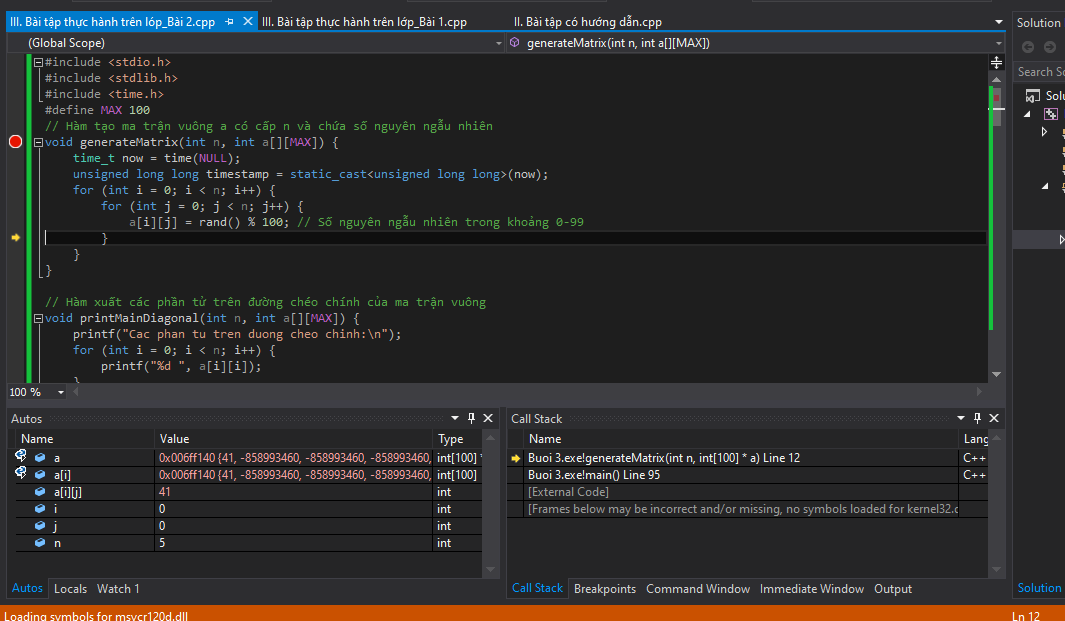 III. Bài tập thực hành trên lớp_Bài 2.cpp
III. Bài tập thực hành trên lớp_Bài 1.cpp
II. Bài tập có hướng dẫn.cpp
Solution
(Global Scope)
generateMatrix(int n, int a[][MAX])
#include <stdio.h>
#include <stdlib.h>
#include <time.h>
#define MAX 100
// Hàm tạo ma trận vuông a có cấp n và chứa số nguyên ngẫu nhiên
void generateMatrix(int n, int a[][MAX]) {
time_t now = time(NULL);
unsigned long long timestamp = static_cast<unsigned long long>(now);
for (int i = 0; i < n; i++) {
for (int j = 0; j < n; j++) {
a[i][j] = rand() % 100; // Số nguyên ngẫu nhiên trong khoảng 0-99
}
}
}
// Hàm xuất các phần tử trên đường chéo chính của ma trận vuông
void printMainDiagonal(int n, int a[][MAX]) {
printf("Cac phan tu tren duong cheo chinh:\n");
for (int i = 0; i < n; i++) {
printf("%d ", a[i][i]);
}
100 %
Search So
Solu
Autos
Name Value Type
a 0x006ff140 {41, -858993460, -858993460, -858993460, int[100] *
a[i] 0x006ff140 {41, -858993460, -858993460, -858993460, int[100]
a[i][j] 41 int
i 0 int
j 0 int
n 5 int
Autos Locals Watch 1
Call Stack
Name Lang
Buoi 3.exe!generateMatrix(int n, int[100] * a) Line 12 C++
Buoi 3.exe!main() Line 95 C++
[External Code]
[Frames below may be incorrect and/or missing, no symbols loaded for kernel32.d
Call Stack Breakpoints Command Window Immediate Window Output
Solution
Loading symbols for msvcr120d.dll
Ln 12